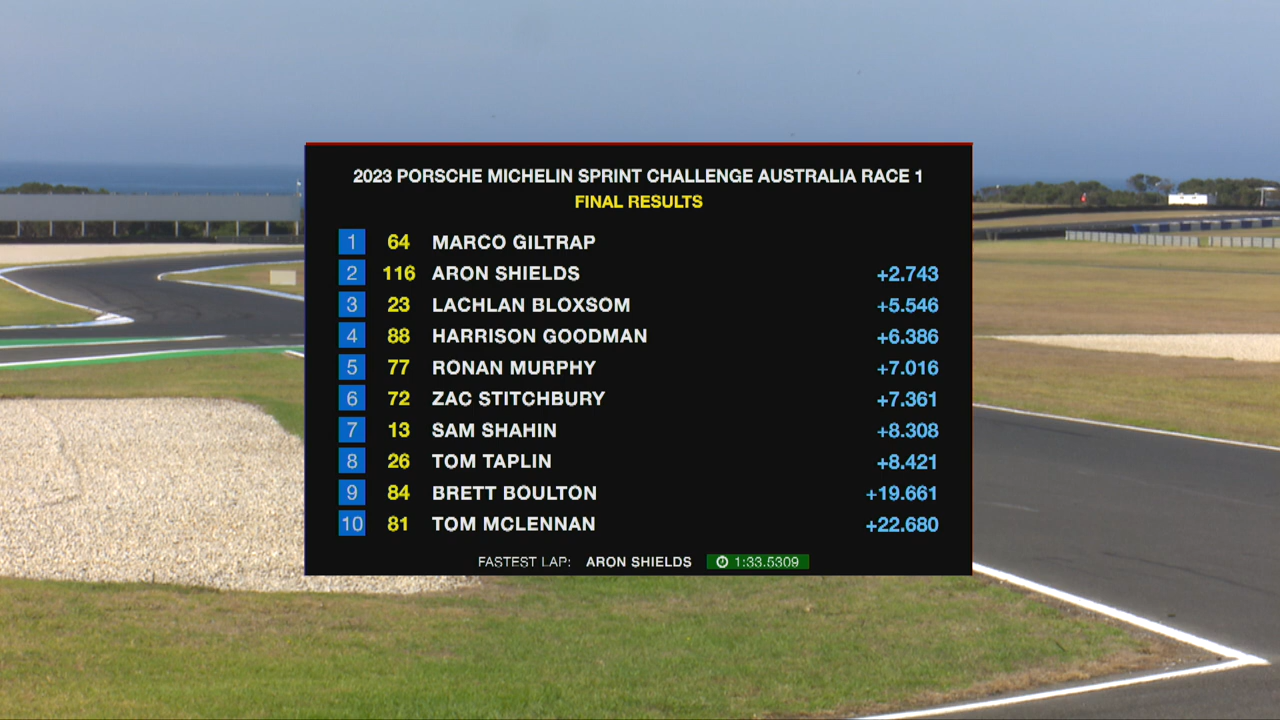 2023 PORSCHE MICHELIN SPRINT CHALLENGE AUSTRALIA RACE 1
FINAL RESULTS
1 64 MARCO GILTRAP
2 116 ARON SHIELDS +2.743
3 23 LACHLAN BLOXSOM +5.546
4 88 HARRISON GOODMAN +6.386
5 77 RONAN MURPHY +7.016
6 72 ZAC STITCHBURY +7.361
7 13 SAM SHAHIN +8.308
8 26 TOM TAPLIN +8.421
9 84 BRETT BOULTON +19.661
10 81 TOM MCLENNAN +22.680
FASTEST LAP: ARON SHIELDS 1:33.5309